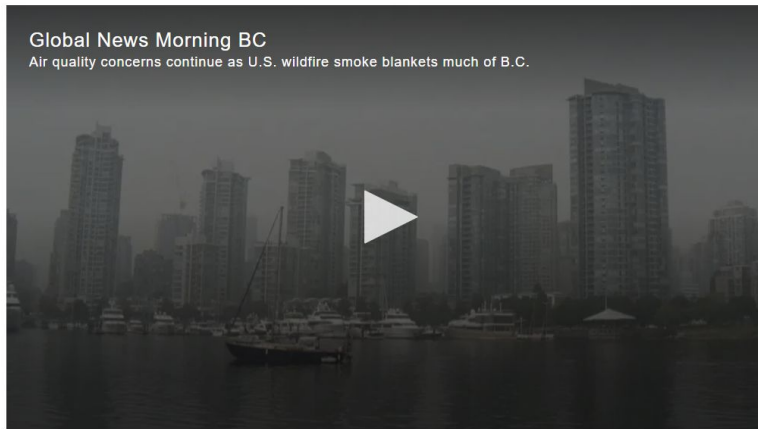 Global News Morning BC
Air quality concerns continue as U.S. wildfire smoke blankets much of B.C.